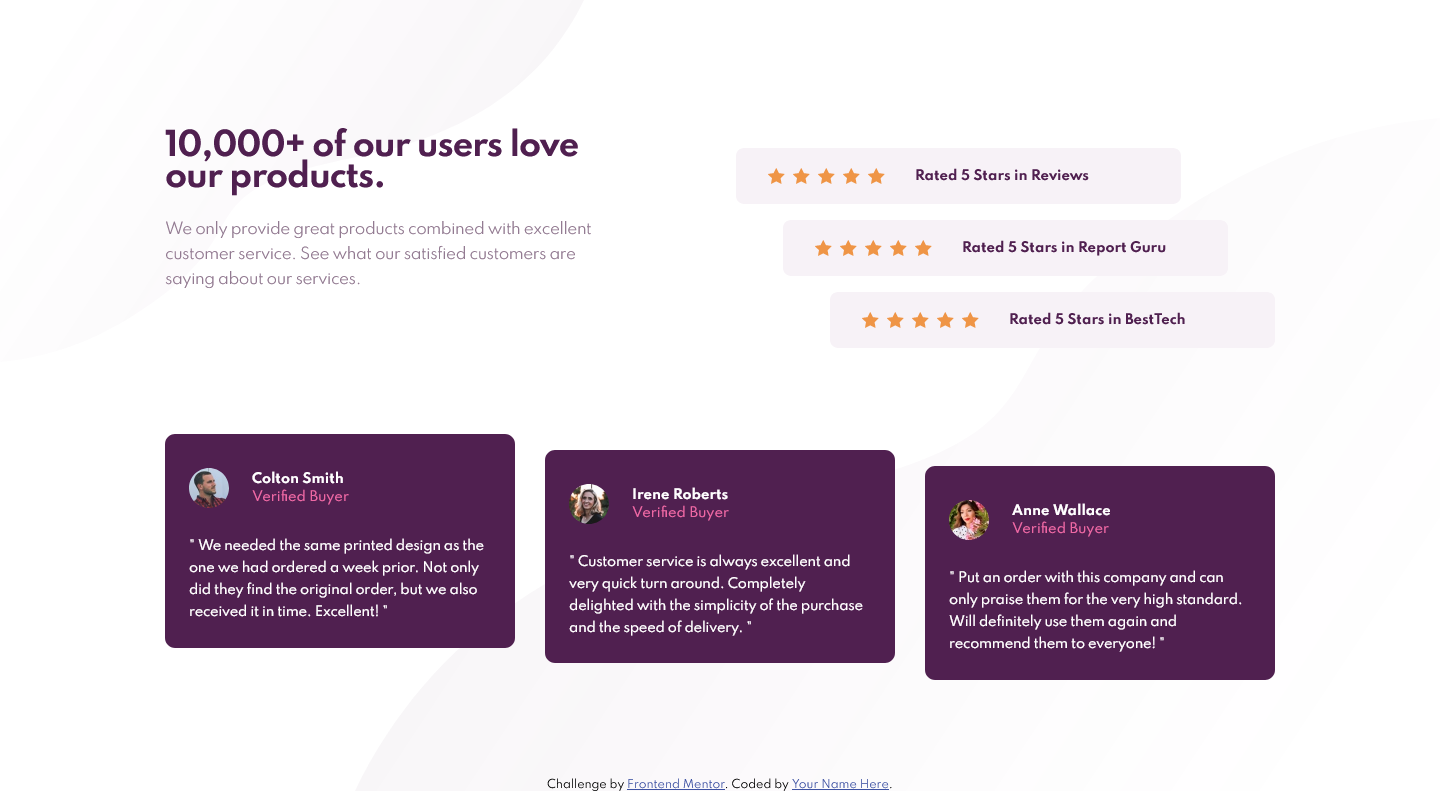 10,000+ of our users love
our products.
We only provide great products combined with excellent
customer service. See what our satisfied customers are
saying about our services.
Rated 5 Stars in Reviews
Rated 5 Stars in Report Guru
Rated 5 Stars in BestTech
Colton Smith
Verified Buyer
" We needed the same printed design as the
one we had ordered a week prior. Not only
did they find the original order, but we also
received it in time. Excellent! "
Irene Roberts
Verified Buyer
" Customer service is always excellent and
very quick turn around. Completely
delighted with the simplicity of the purchase
and the speed of delivery. "
Anne Wallace
Verified Buyer
" Put an order with this company and can
only praise them for the very high standard.
Will definitely use them again and
recommend them to everyone! "
Challenge by Frontend Mentor. Coded by Your Name Here.